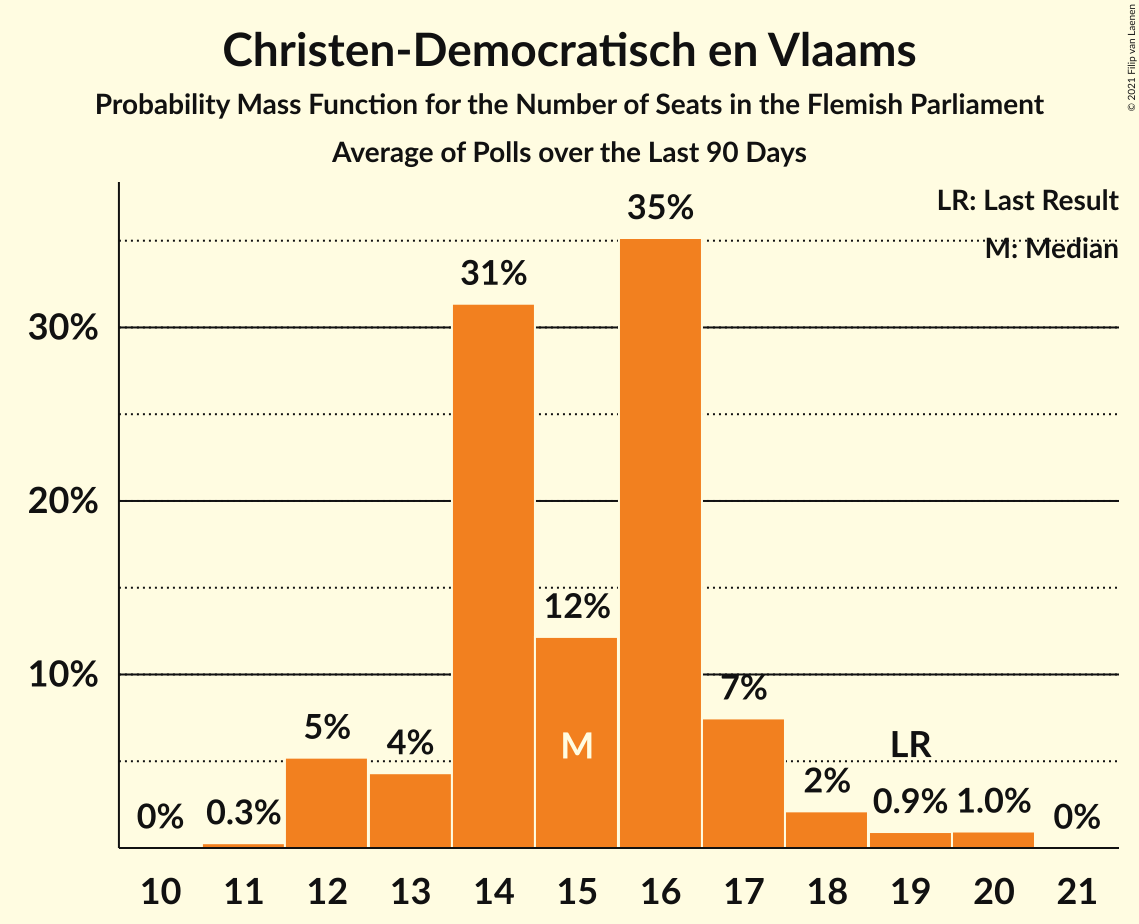 Christen-Democratisch en Vlaams
Probability Mass Function for the Number of Seats in the Flemish Parliament
Average of Polls over the Last 90 Days
© 2021 Filip van Laenen
LR: Last Result
M: Median
35%
31%
30%
20%
12%
10%
7%
5%
4%
M
LR
2%
0%
0.3%
0.9%
1.0%
0%
10 11 12 13 14 15 16 17 18 19 20 21